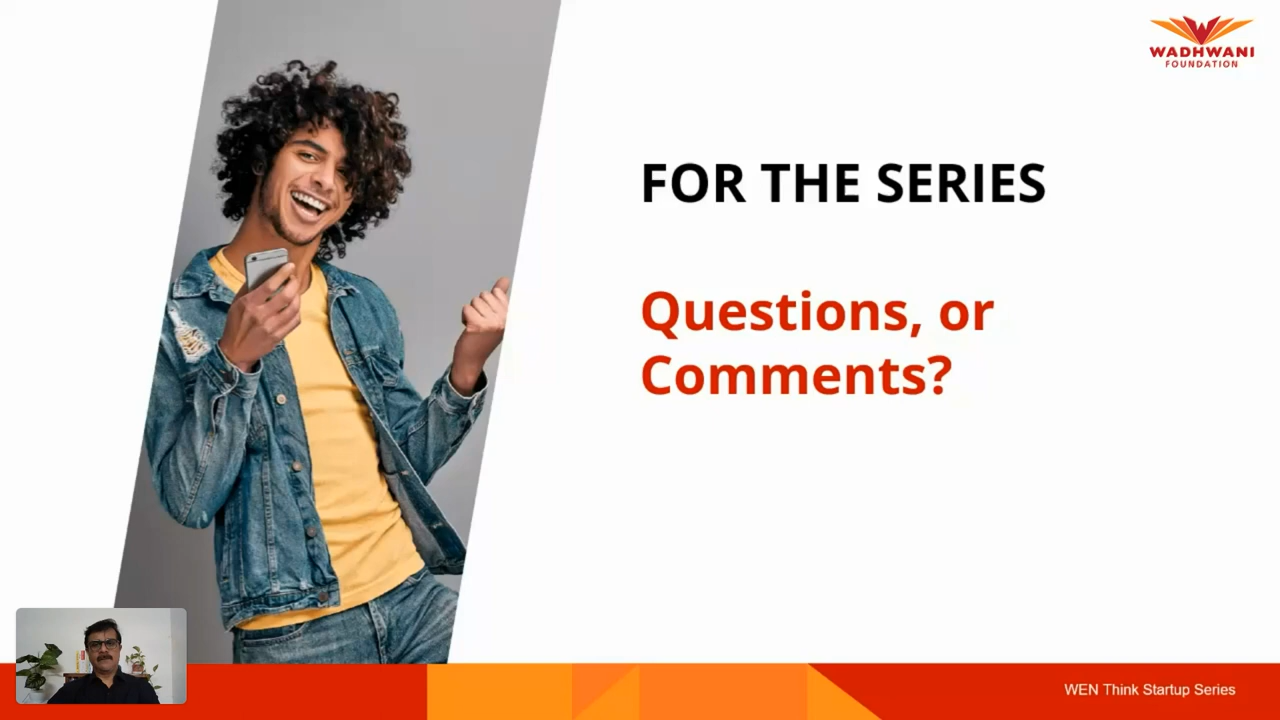 WADHWANI
FOUNDATION
FOR THE SERIES
Questions, or
Comments?
WEN Think Startup Series